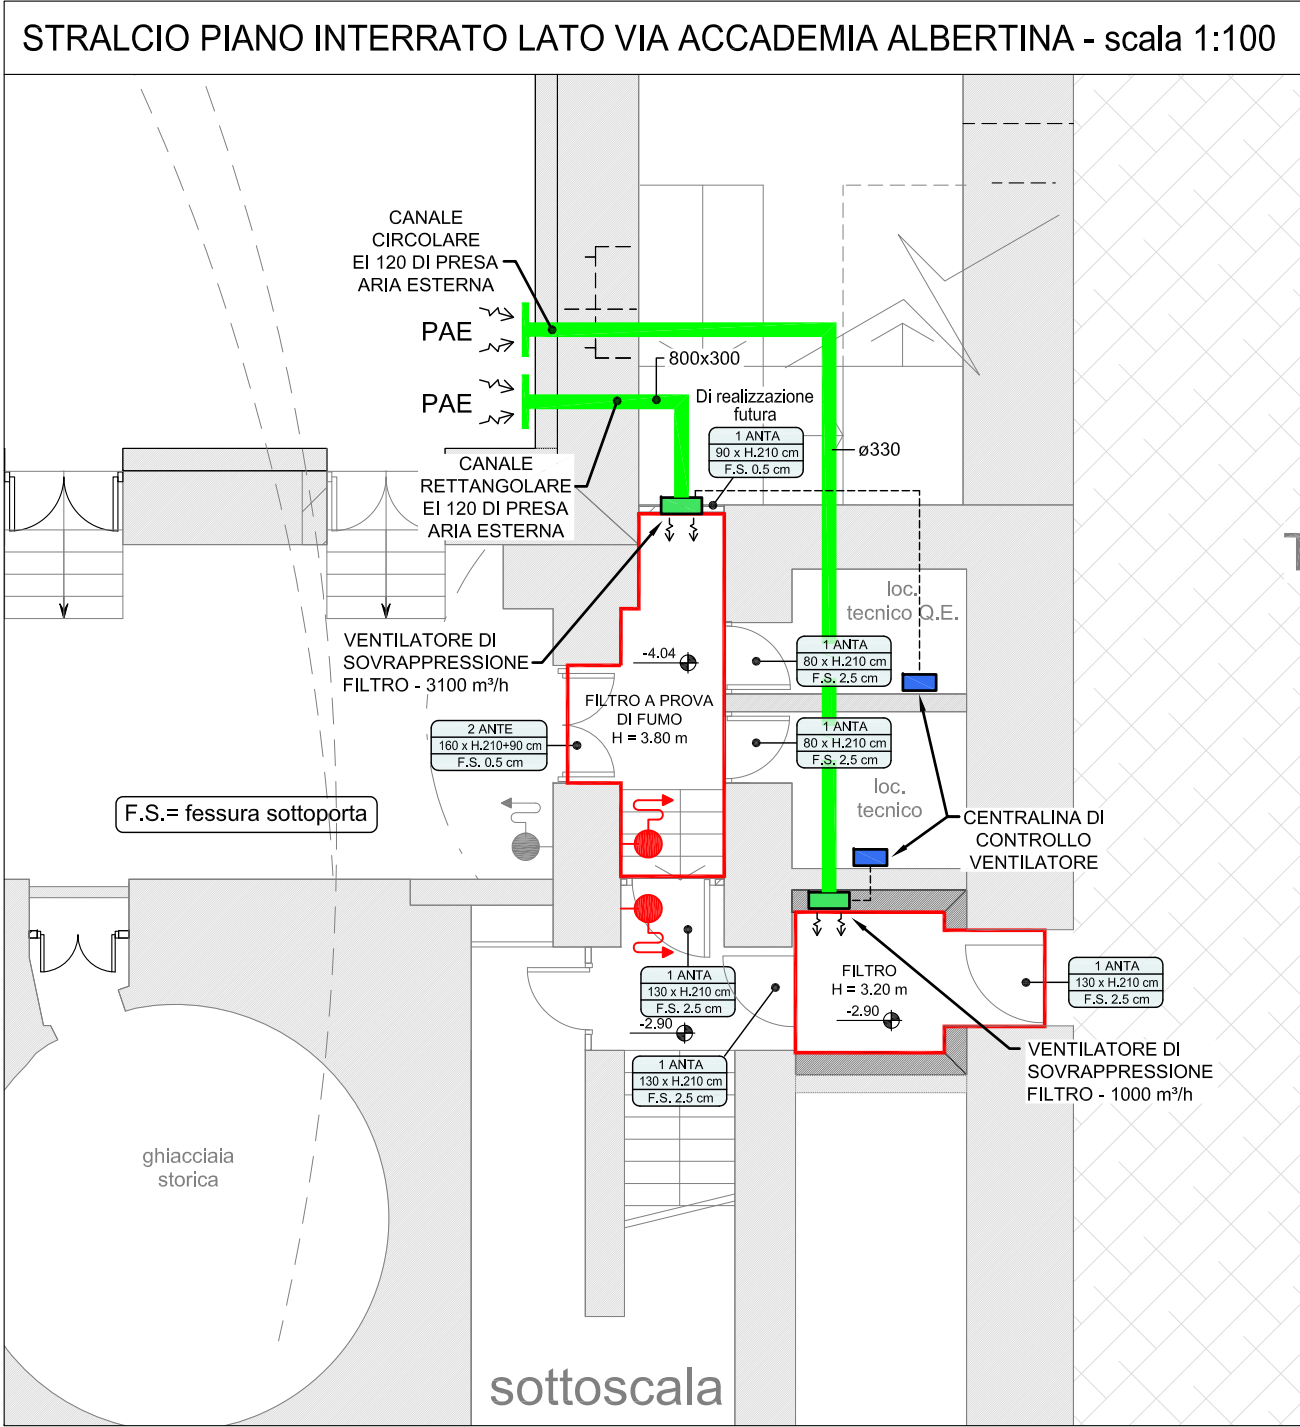 STRALCIO PIANO INTERRATO LATO VIA ACCADEMIA ALBERTINA - scala 1:100
CANALE
CIRCOLARE
EI 120 DI PRESA
ARIA ESTERNA
PAE
800x300
PAE
Di realizzazione
futura
1 ANTA
90 x H.210 cm
F.S. 0.5 cm
ø330
CANALE
RETTANGOLARE
EI 120 DI PRESA
ARIA ESTERNA
loc.
tecnico Q.E.
VENTILATORE DI
SOVRAPPRESSIONE
FILTRO - 3100 m³/h
-4.04
1 ANTA
80 x H.210 cm
F.S. 2.5 cm
FILTRO A PROVA
DI FUMO
H = 3.80 m
2 ANTE
160 x H.210+90 cm
F.S. 0.5 cm
1 ANTA
80 x H.210 cm
F.S. 2.5 cm
loc.
tecnico
F.S.= fessura sottoporta
CENTRALINA DI
CONTROLLO
VENTILATORE
1 ANTA
130 x H.210 cm
F.S. 2.5 cm
-2.90
FILTRO
H = 3.20 m
-2.90
1 ANTA
130 x H.210 cm
F.S. 2.5 cm
1 ANTA
130 x H.210 cm
F.S. 2.5 cm
VENTILATORE DI
SOVRAPPRESSIONE
FILTRO - 1000 m³/h
ghiacciaia
storica
sottoscala